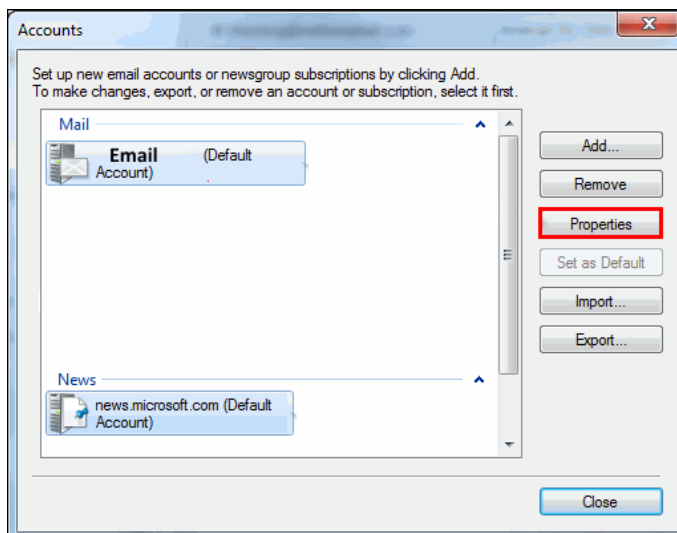 Accounts
Set up new email accounts or newsgroup subscriptions by clicking Add.
To make changes, export, or remove an account or subscription, select it first.
Mail
Email (Default
Account)
Add...
Remove
Properties
Set as Default
Import...
Export...
News
news.microsoft.com (Default
Account)
Close